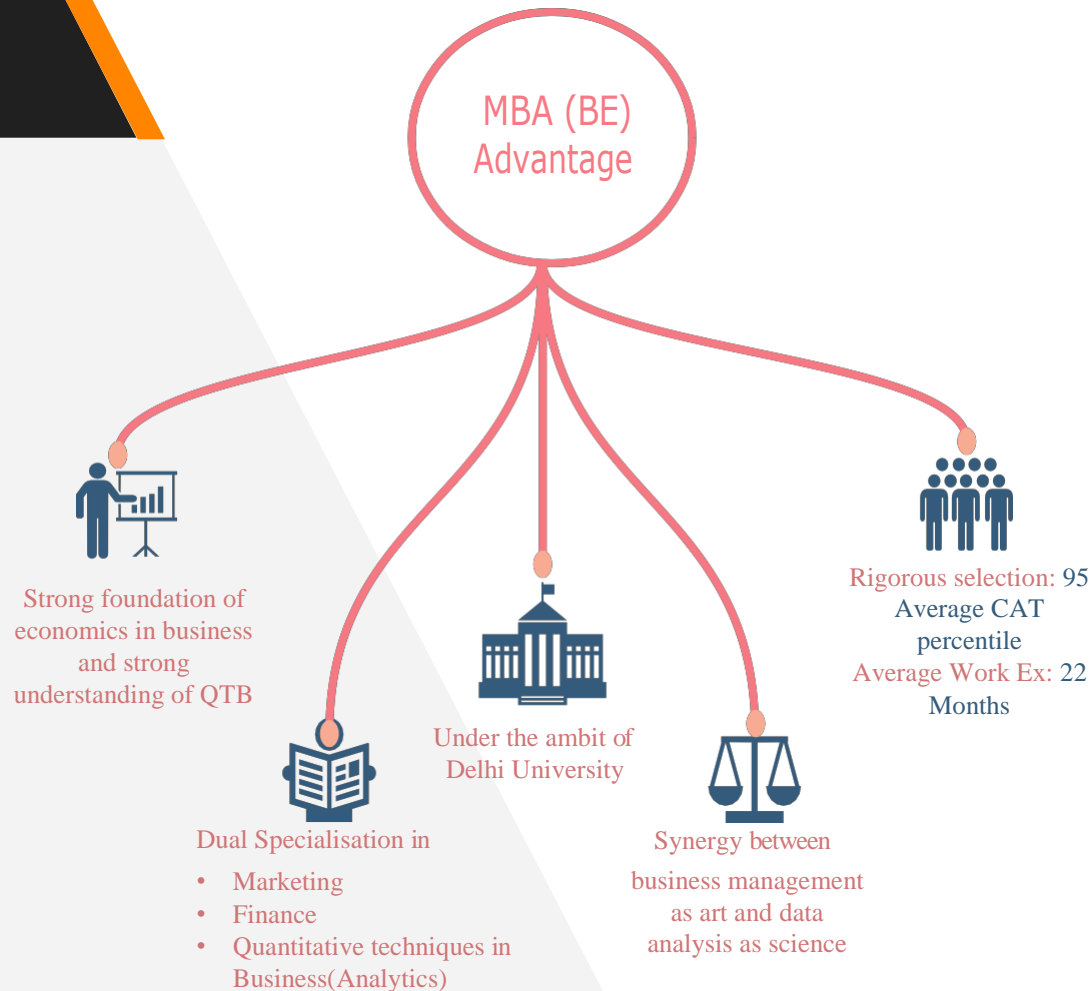 MBA (BE)
Advantage
Strong foundation of
economics in business
and strong
understanding of QTB
Dual Specialisation in
• Marketing
• Finance
• Quantitative techniques in
Business(Analytics)
Under the ambit of
Delhi University
Synergy between
business management
as art and data
analysis as science
Rigorous selection: 95
Average CAT
percentile
Average Work Ex: 22
Months